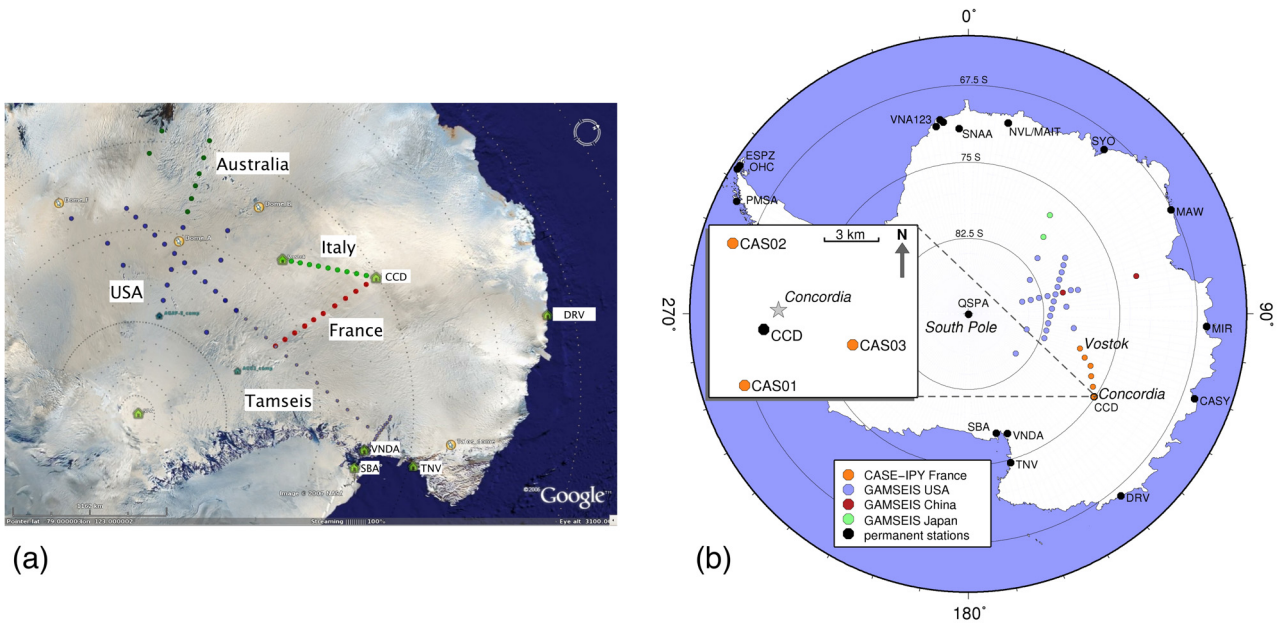 Australia
Italy
CCD
USA
France
DRV
Tamseis
VNDA
SBA
TNV
Google
Streaming 100%
(a)
0°
67.5 S
VNA123
SNAA
NVL/MAIT
75 S
SYO
ESPZ
OHC
PMSA
MAW
82.5 S
3 km
N
CAS02
Concordia
CCD
CAS03
CAS01
270°
QSPA
South Pole
90°
MIR
Vostok
Concordia
CCD
CASY
SBA
VNDA
TNV
DRV
CASE-IPY France
GAMSEIS USA
GAMSEIS China
GAMSEIS Japan
permanent stations
(b)
180°